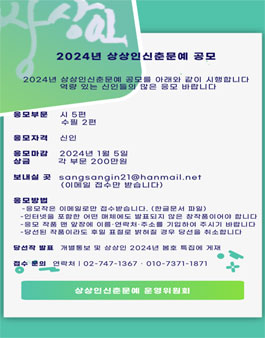 상상인
2024년 상상인신춘문예 공모
2024년 상상인신춘문예 공모를 아래와 같이 시행합니다
역량 있는 신인들의 많은 응모 바랍니다
응모부문 시 5편
수필 2편
응모자격 신인
응모마감 2024년 1월 5일
상금 각 부문 200만원
보내실 곳 sangsangin21@hanmail.net
(이메일 접수만 받습니다)
응모방법
-응모작은 이메일로만 접수받습니다. (한글문서 파일)
-인터넷을 포함한 어떤 매체에도 발표되지 않은 창작품이어야 합니다
-응모 작품 맨 앞장에 이름·연락처·주소를 기입하여 주시기 바랍니다
-당선된 작품이라도 후일 표절로 밝혀질 경우 당선을 취소합니다
당선작 발표 개별통보 및 상상인 2024년 봄호 특집에 게재
접수 문의 연락처 | 02-747-1367 · 010-7371-1871
상상인신춘문예 운영위원회